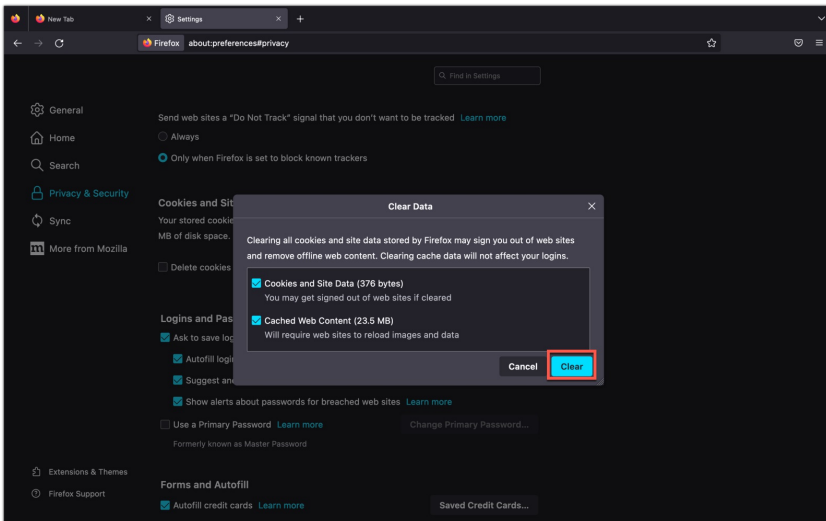 New Tab
Settings
Firefox about:preferences#privacy
Find in Settings
General
Home
Search
Privacy & Security
Sync
More from Mozilla
Extensions & Themes
Firefox Support
Send web sites a “Do Not Track” signal that you don’t want to be tracked Learn more
Always
Only when Firefox is set to block known trackers
Cookies and Sit
Your stored cookie
MB of disk space.
Delete cookies
Clear Data
Clearing all cookies and site data stored by Firefox may sign you out of web sites
and remove offline web content. Clearing cache data will not affect your logins.
Cookies and Site Data (376 bytes)
You may get signed out of web sites if cleared
Cached Web Content (23.5 MB)
Will require web sites to reload images and data
Cancel
Clear
Logins and Pas
Ask to save log
Autofill logi
Suggest an
Show alerts about passwords for breached web sites Learn more
Use a Primary Password Learn more
Change Primary Password...
Formerly known as Master Password
Forms and Autofill
Autofill credit cards Learn more
Saved Credit Cards...